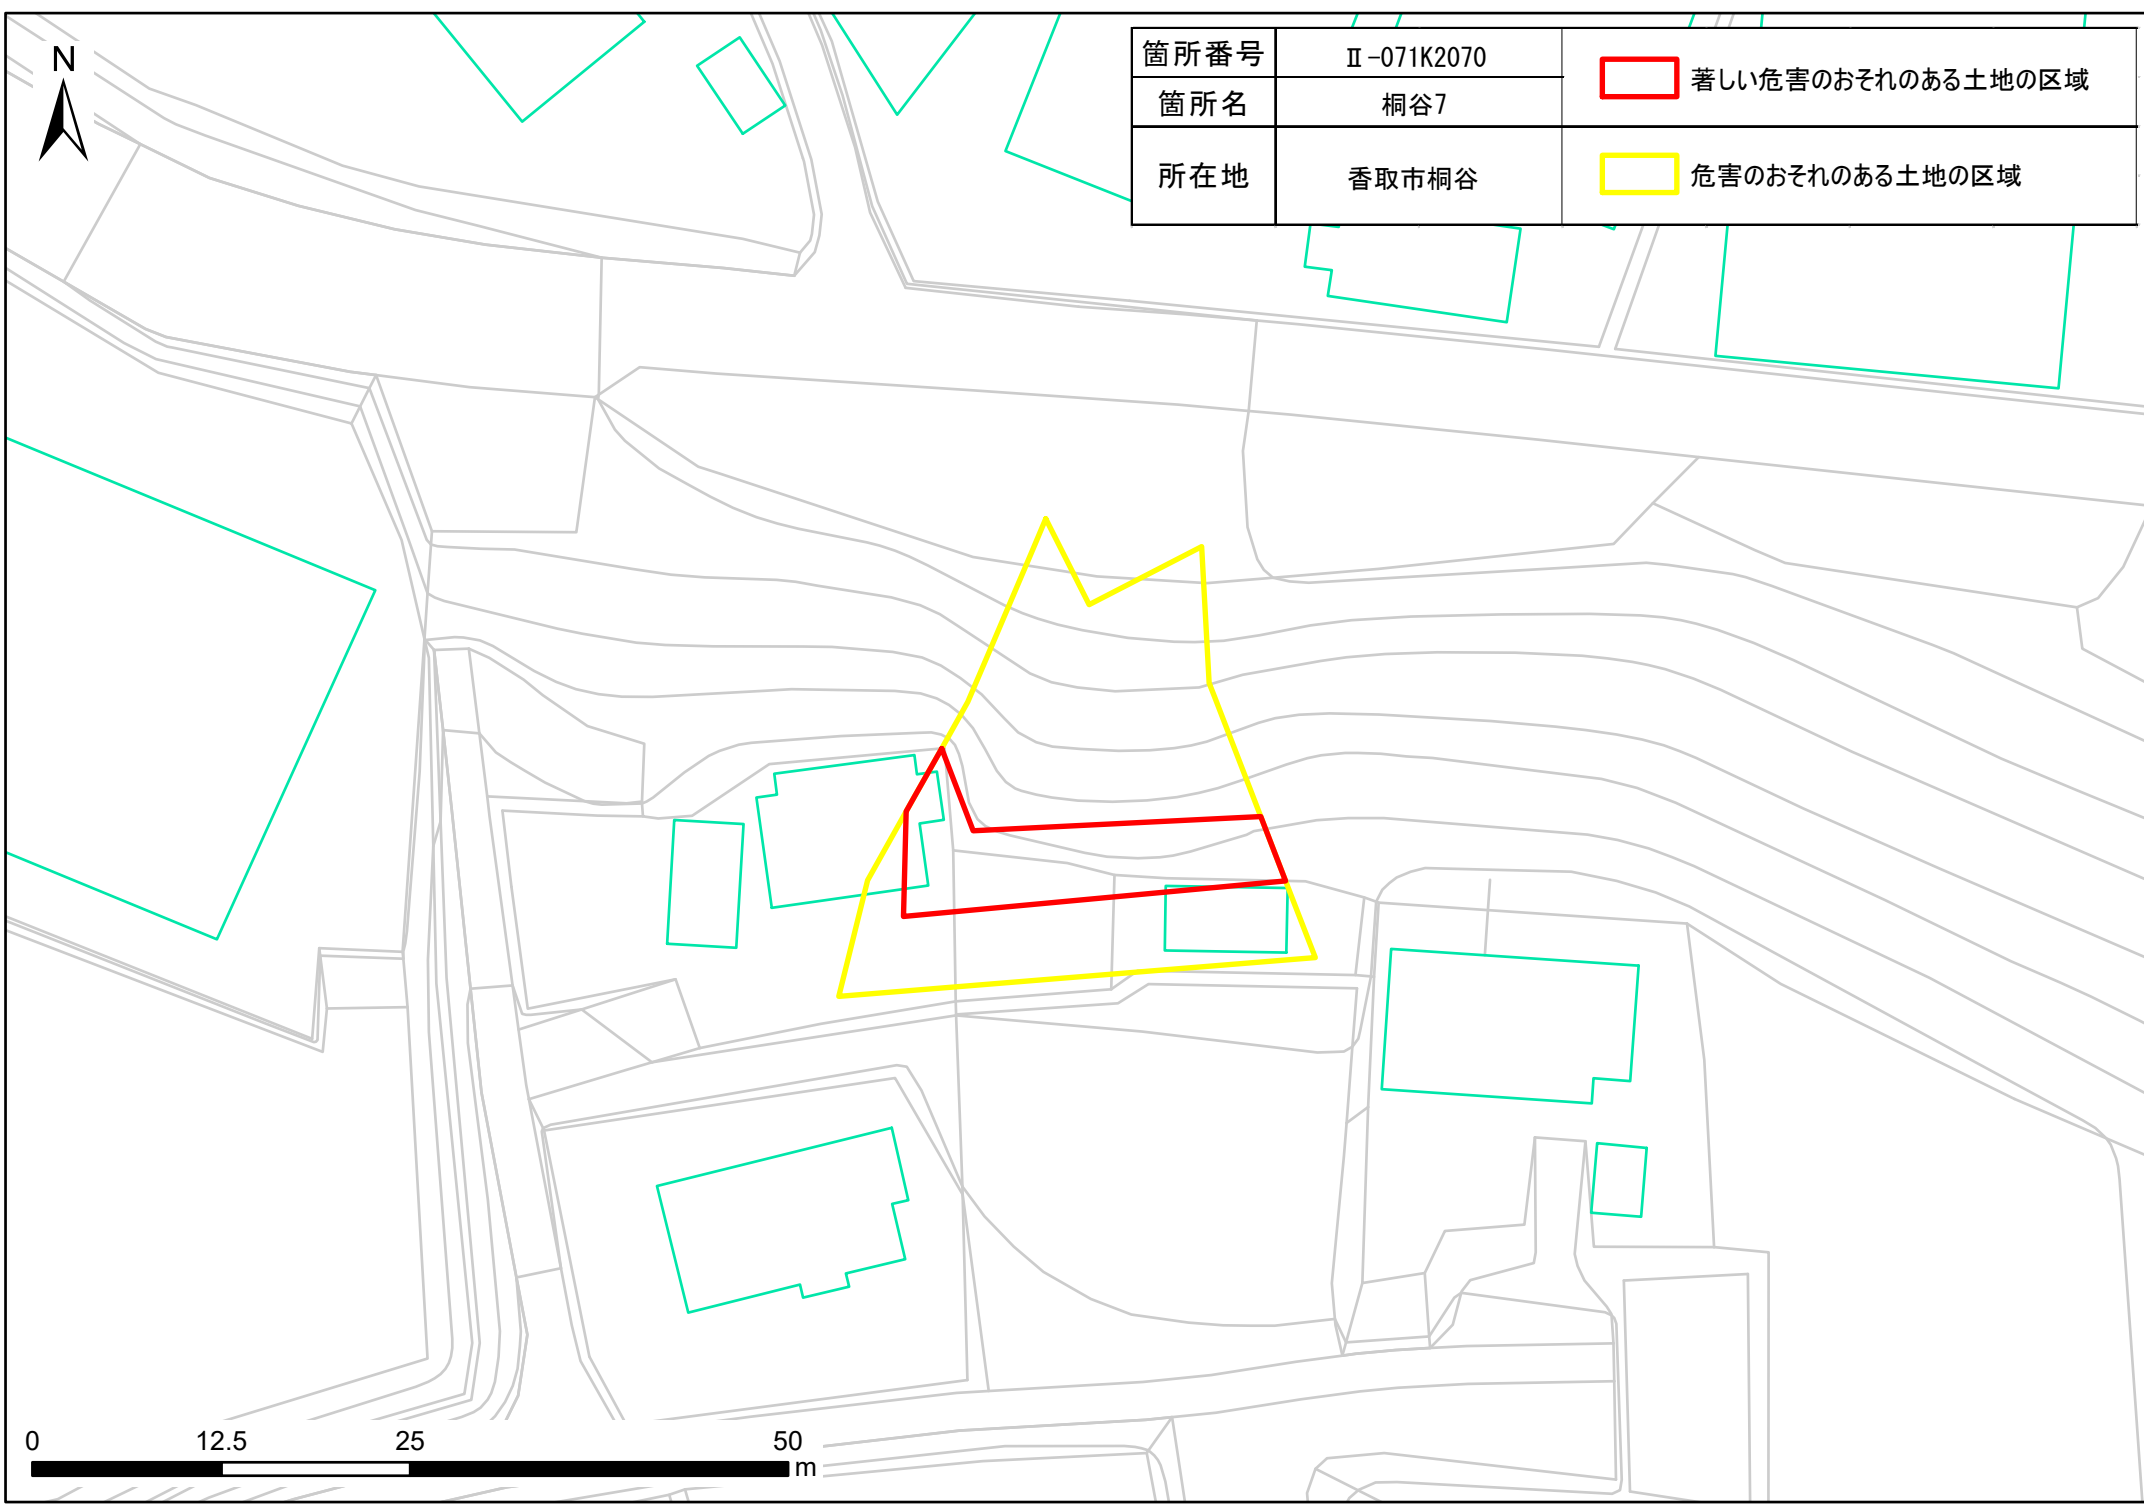 N
箇所番号 Ⅱ-071K2070
箇所名 桐谷7
所在地 香取市桐谷
著しい危害のおそれのある土地の区域
危害のおそれのある土地の区域
0 12.5 25 50
m